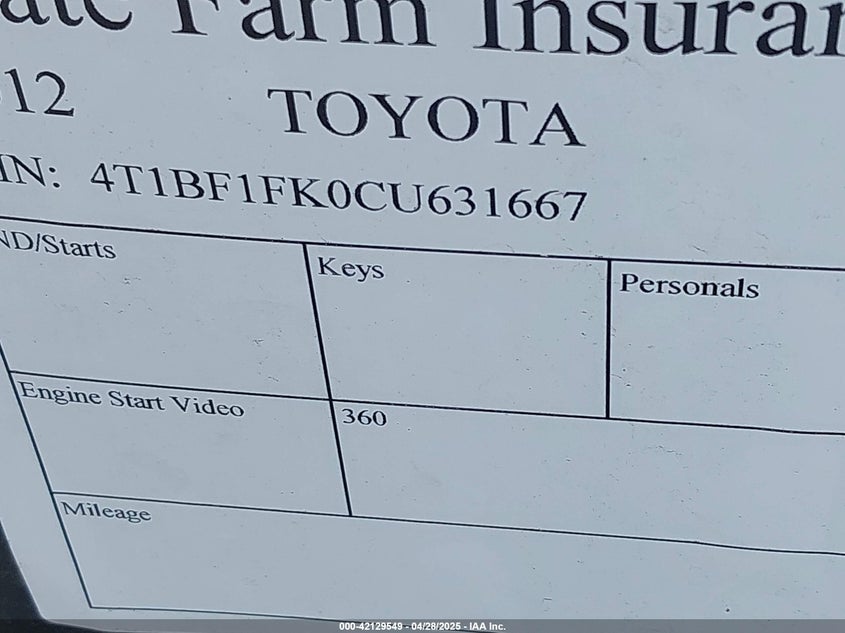 ate Farm Insuran
12 TOYOTA
IN: 4T1BF1FK0CU631667
ND/Starts Keys Personals
Engine Start Video 360
Mileage
000-42129549 - 04/28/2025 - IAA Inc.